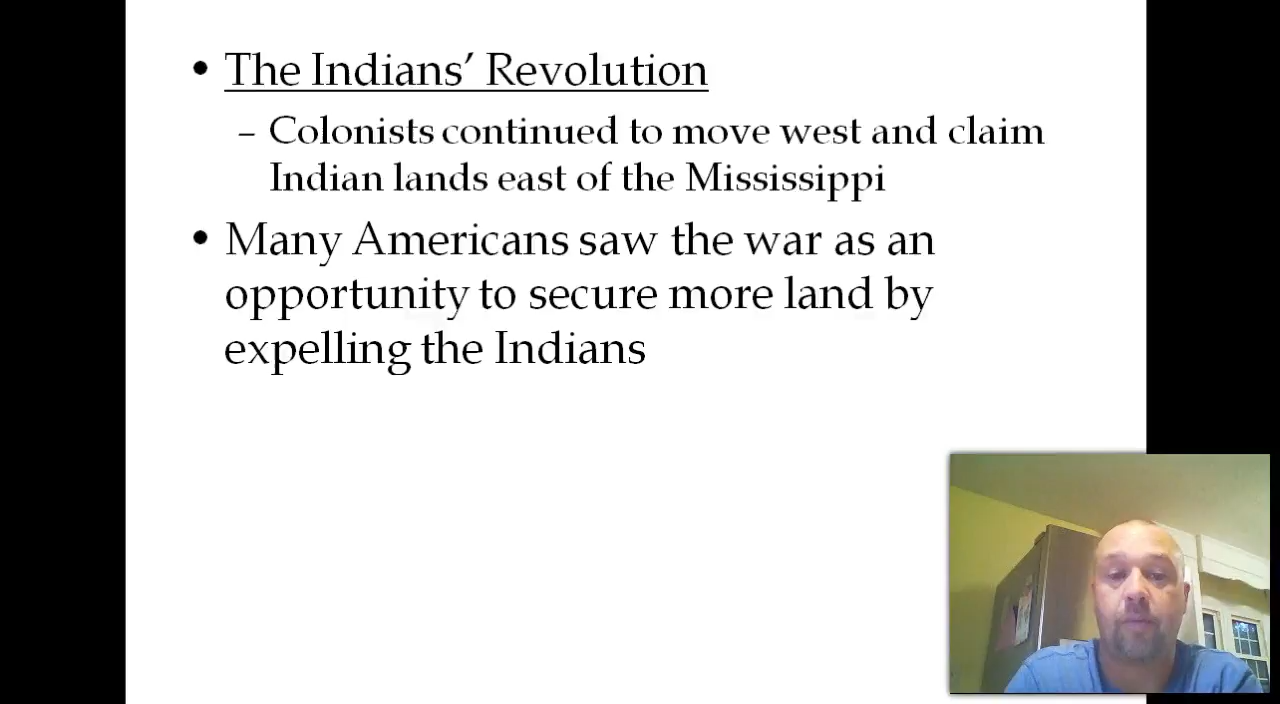 • The Indians’ Revolution
– Colonists continued to move west and claim
Indian lands east of the Mississippi
• Many Americans saw the war as an
opportunity to secure more land by
expelling the Indians